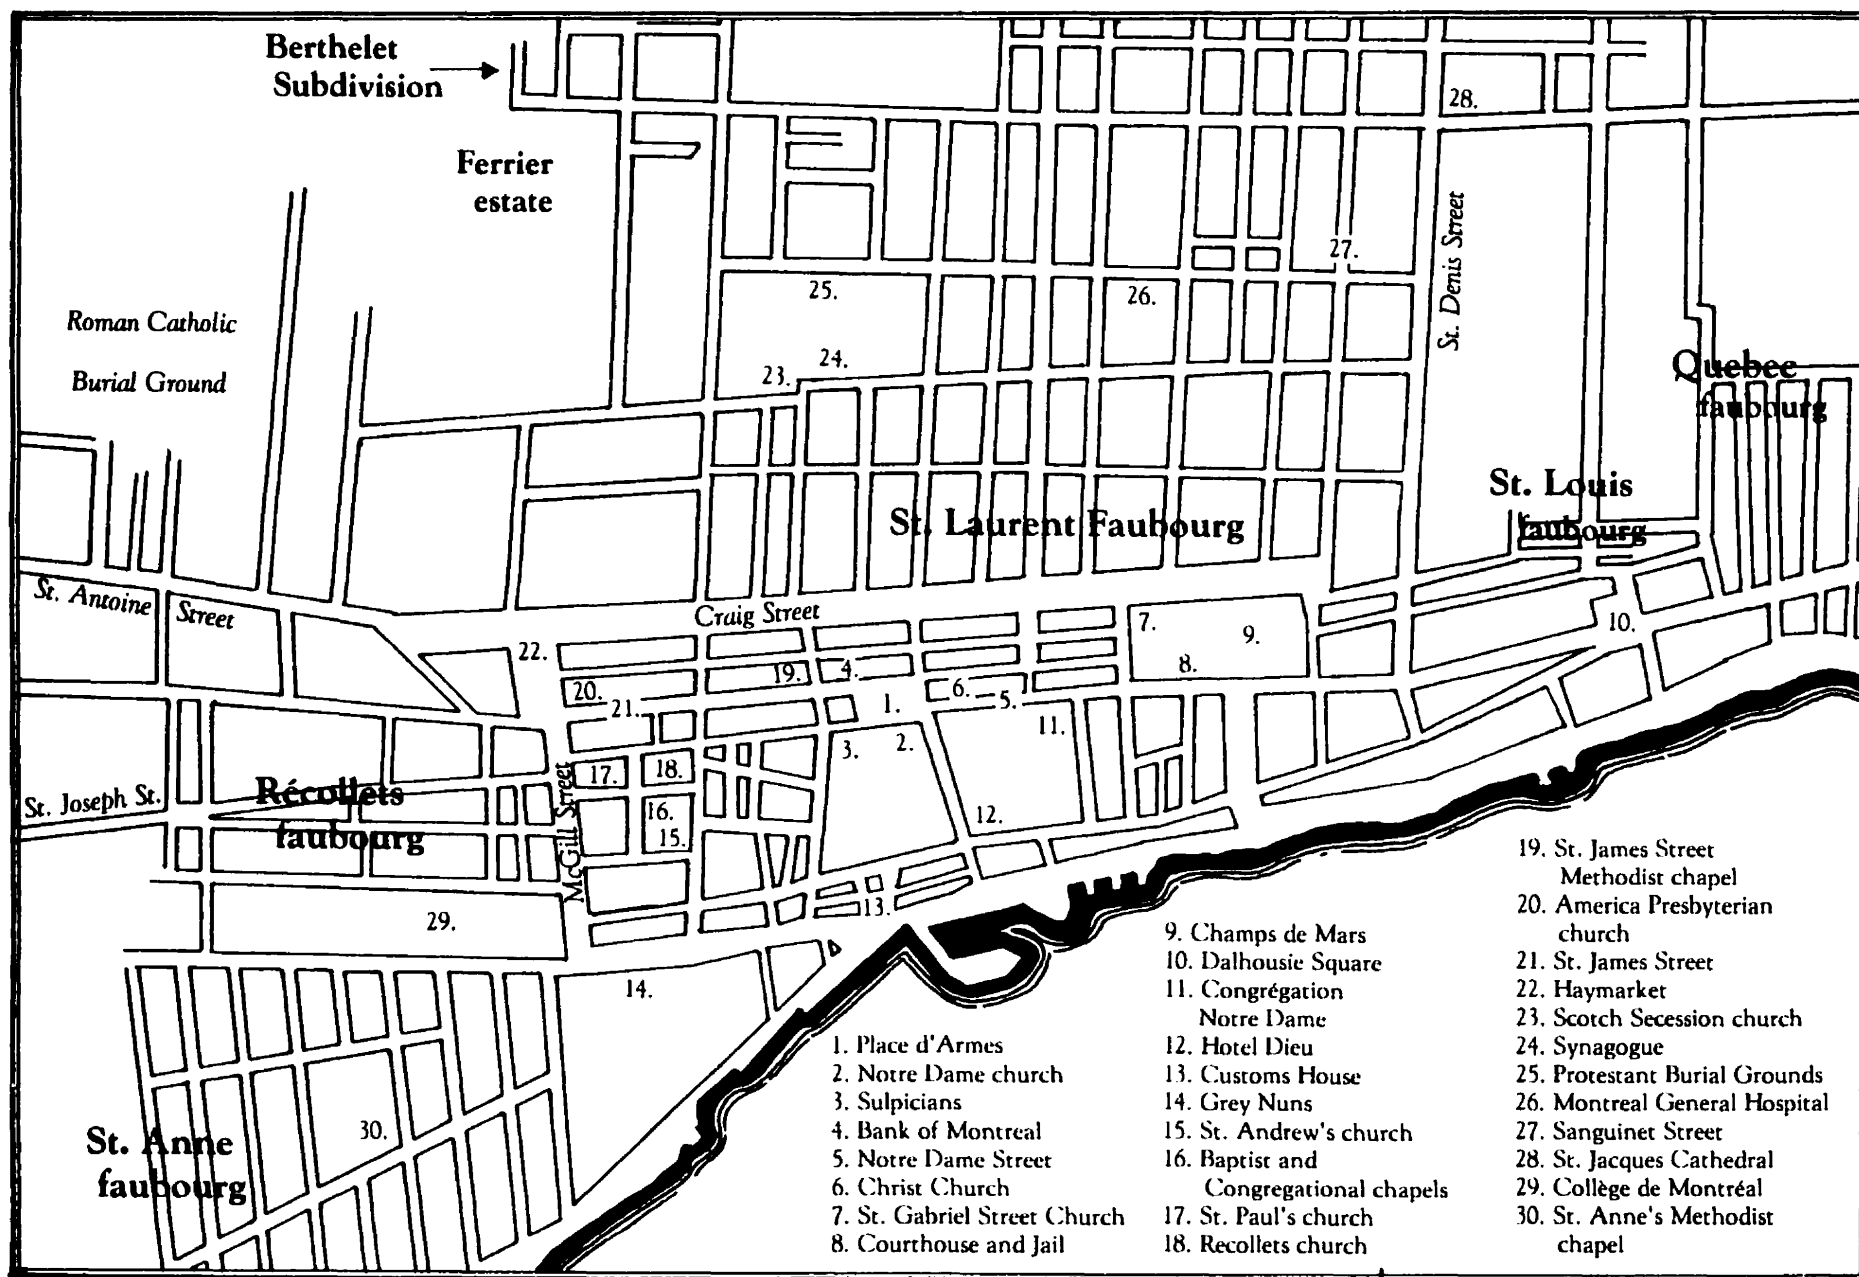 Berthelet
Subdivision
28.
Ferrier
estate
St. Denis Street
27.
25.
26.
Roman Catholic
Burial Ground
24.
23.
Quebec
faubourg
St. Louis
faubourg
St. Laurent Faubourg
St. Antoine Street
Craig Street
22.
7.
9.
10.
8.
19.
4.
20.
6.
5.
21.
1.
11.
3.
2.
17.
18.
St. Joseph St.
Récollets
faubourg
McGill Street
16.
15.
12.
13.
29.
14.
30.
St. Anne
faubourg
1. Place d'Armes
2. Notre Dame church
3. Sulpicians
4. Bank of Montreal
5. Notre Dame Street
6. Christ Church
7. St. Gabriel Street Church
8. Courthouse and Jail
9. Champs de Mars
10. Dalhousie Square
11. Congrégation
Notre Dame
12. Hotel Dieu
13. Customs House
14. Grey Nuns
15. St. Andrew's church
16. Baptist and
Congregational chapels
17. St. Paul's church
18. Recollets church
19. St. James Street
Methodist chapel
20. America Presbyterian
church
21. St. James Street
22. Haymarket
23. Scotch Secession church
24. Synagogue
25. Protestant Burial Grounds
26. Montreal General Hospital
27. Sanguinet Street
28. St. Jacques Cathedral
29. Collège de Montréal
30. St. Anne's Methodist
chapel